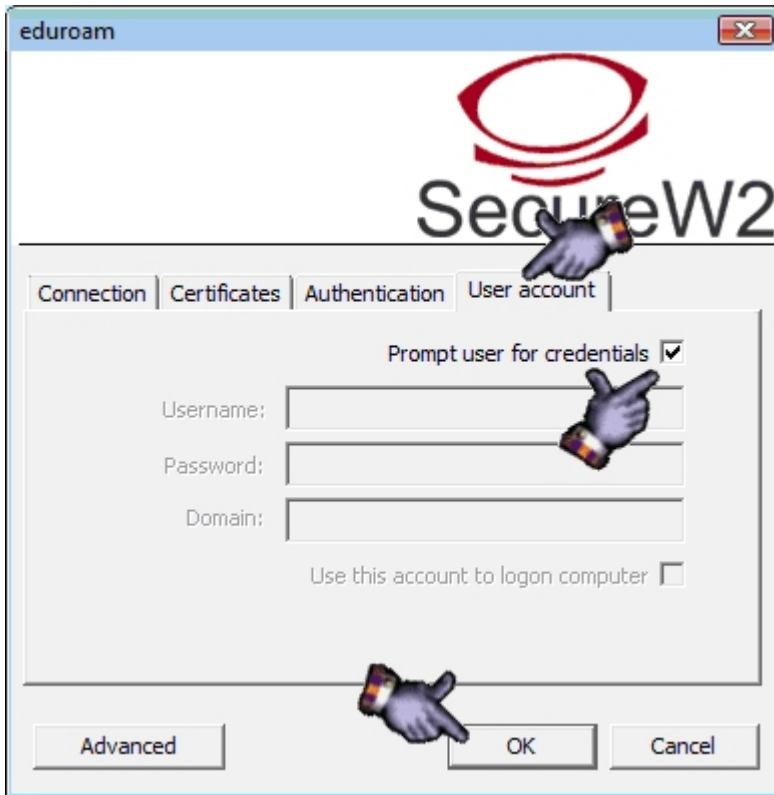 eduroam
SecureW2
Connection Certificates Authentication User account
Prompt user for credentials
Username:
Password:
Domain:
Use this account to logon computer
Advanced OK Cancel